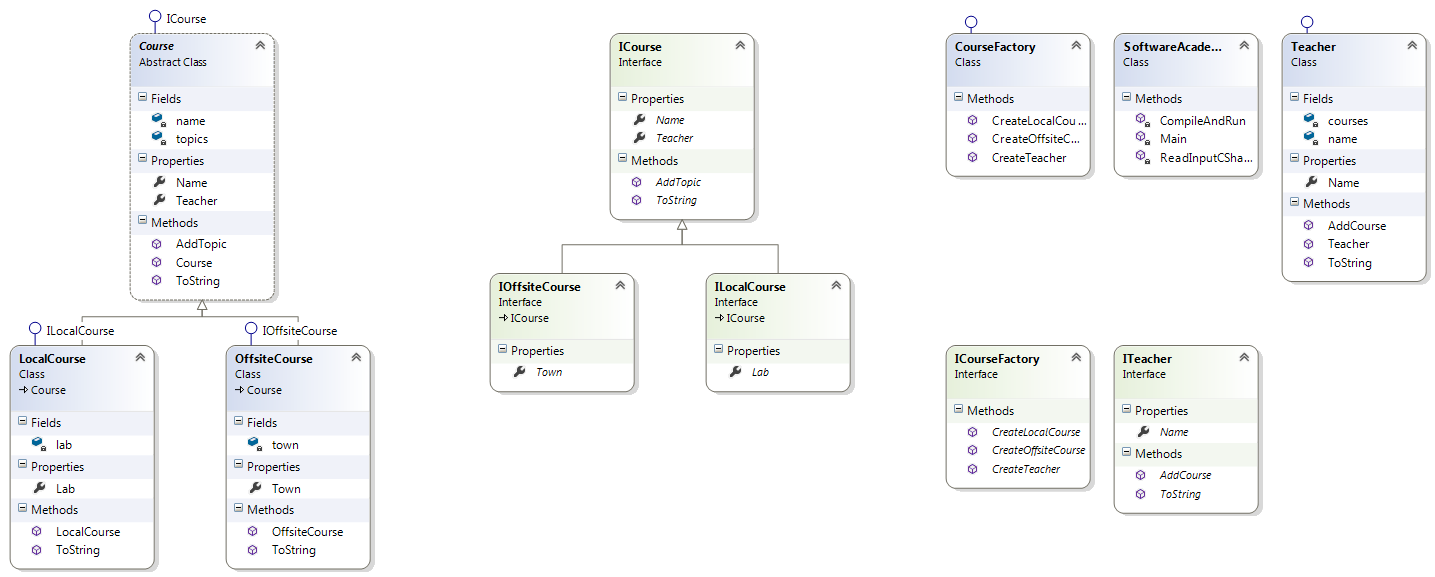 ICourse
Course
Abstract Class
Fields
name
topics
Properties
Name
Teacher
Methods
AddTopic
Course
ToString
ILocalCourse
LocalCourse
Class
Course
Fields
lab
Properties
Lab
Methods
LocalCourse
ToString
IOffsiteCourse
OffsiteCourse
Class
Course
Fields
town
Properties
Town
Methods
OffsiteCourse
ToString
ICourse
Interface
Properties
Name
Teacher
Methods
AddTopic
ToString
IOffsiteCourse
Interface
ICourse
Properties
Town
ILocalCourse
Interface
ICourse
Properties
Lab
CourseFactory
Class
Methods
CreateLocalCou...
CreateOffsiteC...
CreateTeacher
SoftwareAcade...
Class
Methods
CompileAndRun
Main
ReadInputCSha...
Teacher
Class
Fields
courses
name
Properties
Name
Methods
AddCourse
Teacher
ToString
ICourseFactory
Interface
Methods
CreateLocalCourse
CreateOffsiteCourse
CreateTeacher
ITeacher
Interface
Properties
Name
Methods
AddCourse
ToString